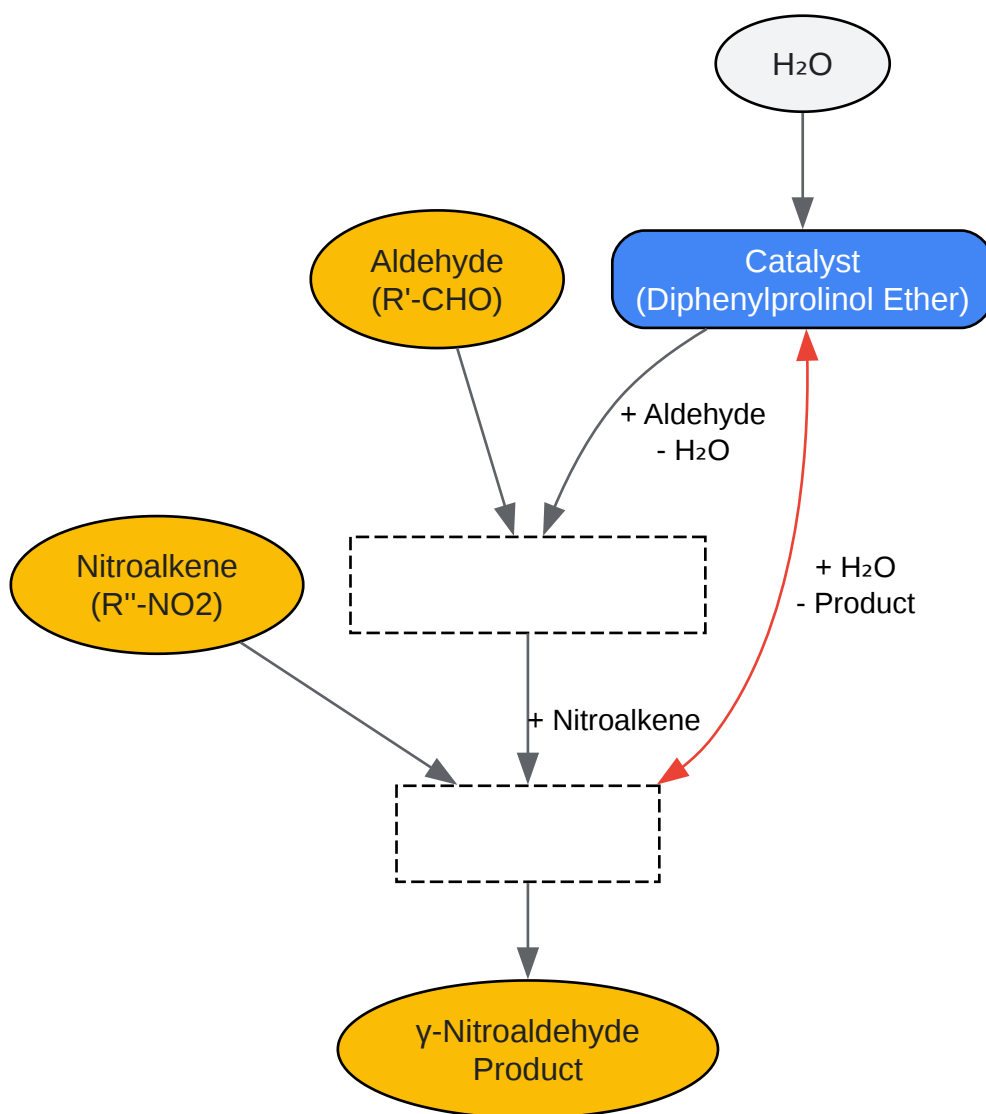 H₂O
Aldehyde
(R'-CHO)
Catalyst
(Diphenylprolinol Ether)
+ Aldehyde
- H₂O
Nitroalkene
(R''-NO2)
+ H₂O
- Product
+ Nitroalkene
γ-Nitroaldehyde
Product